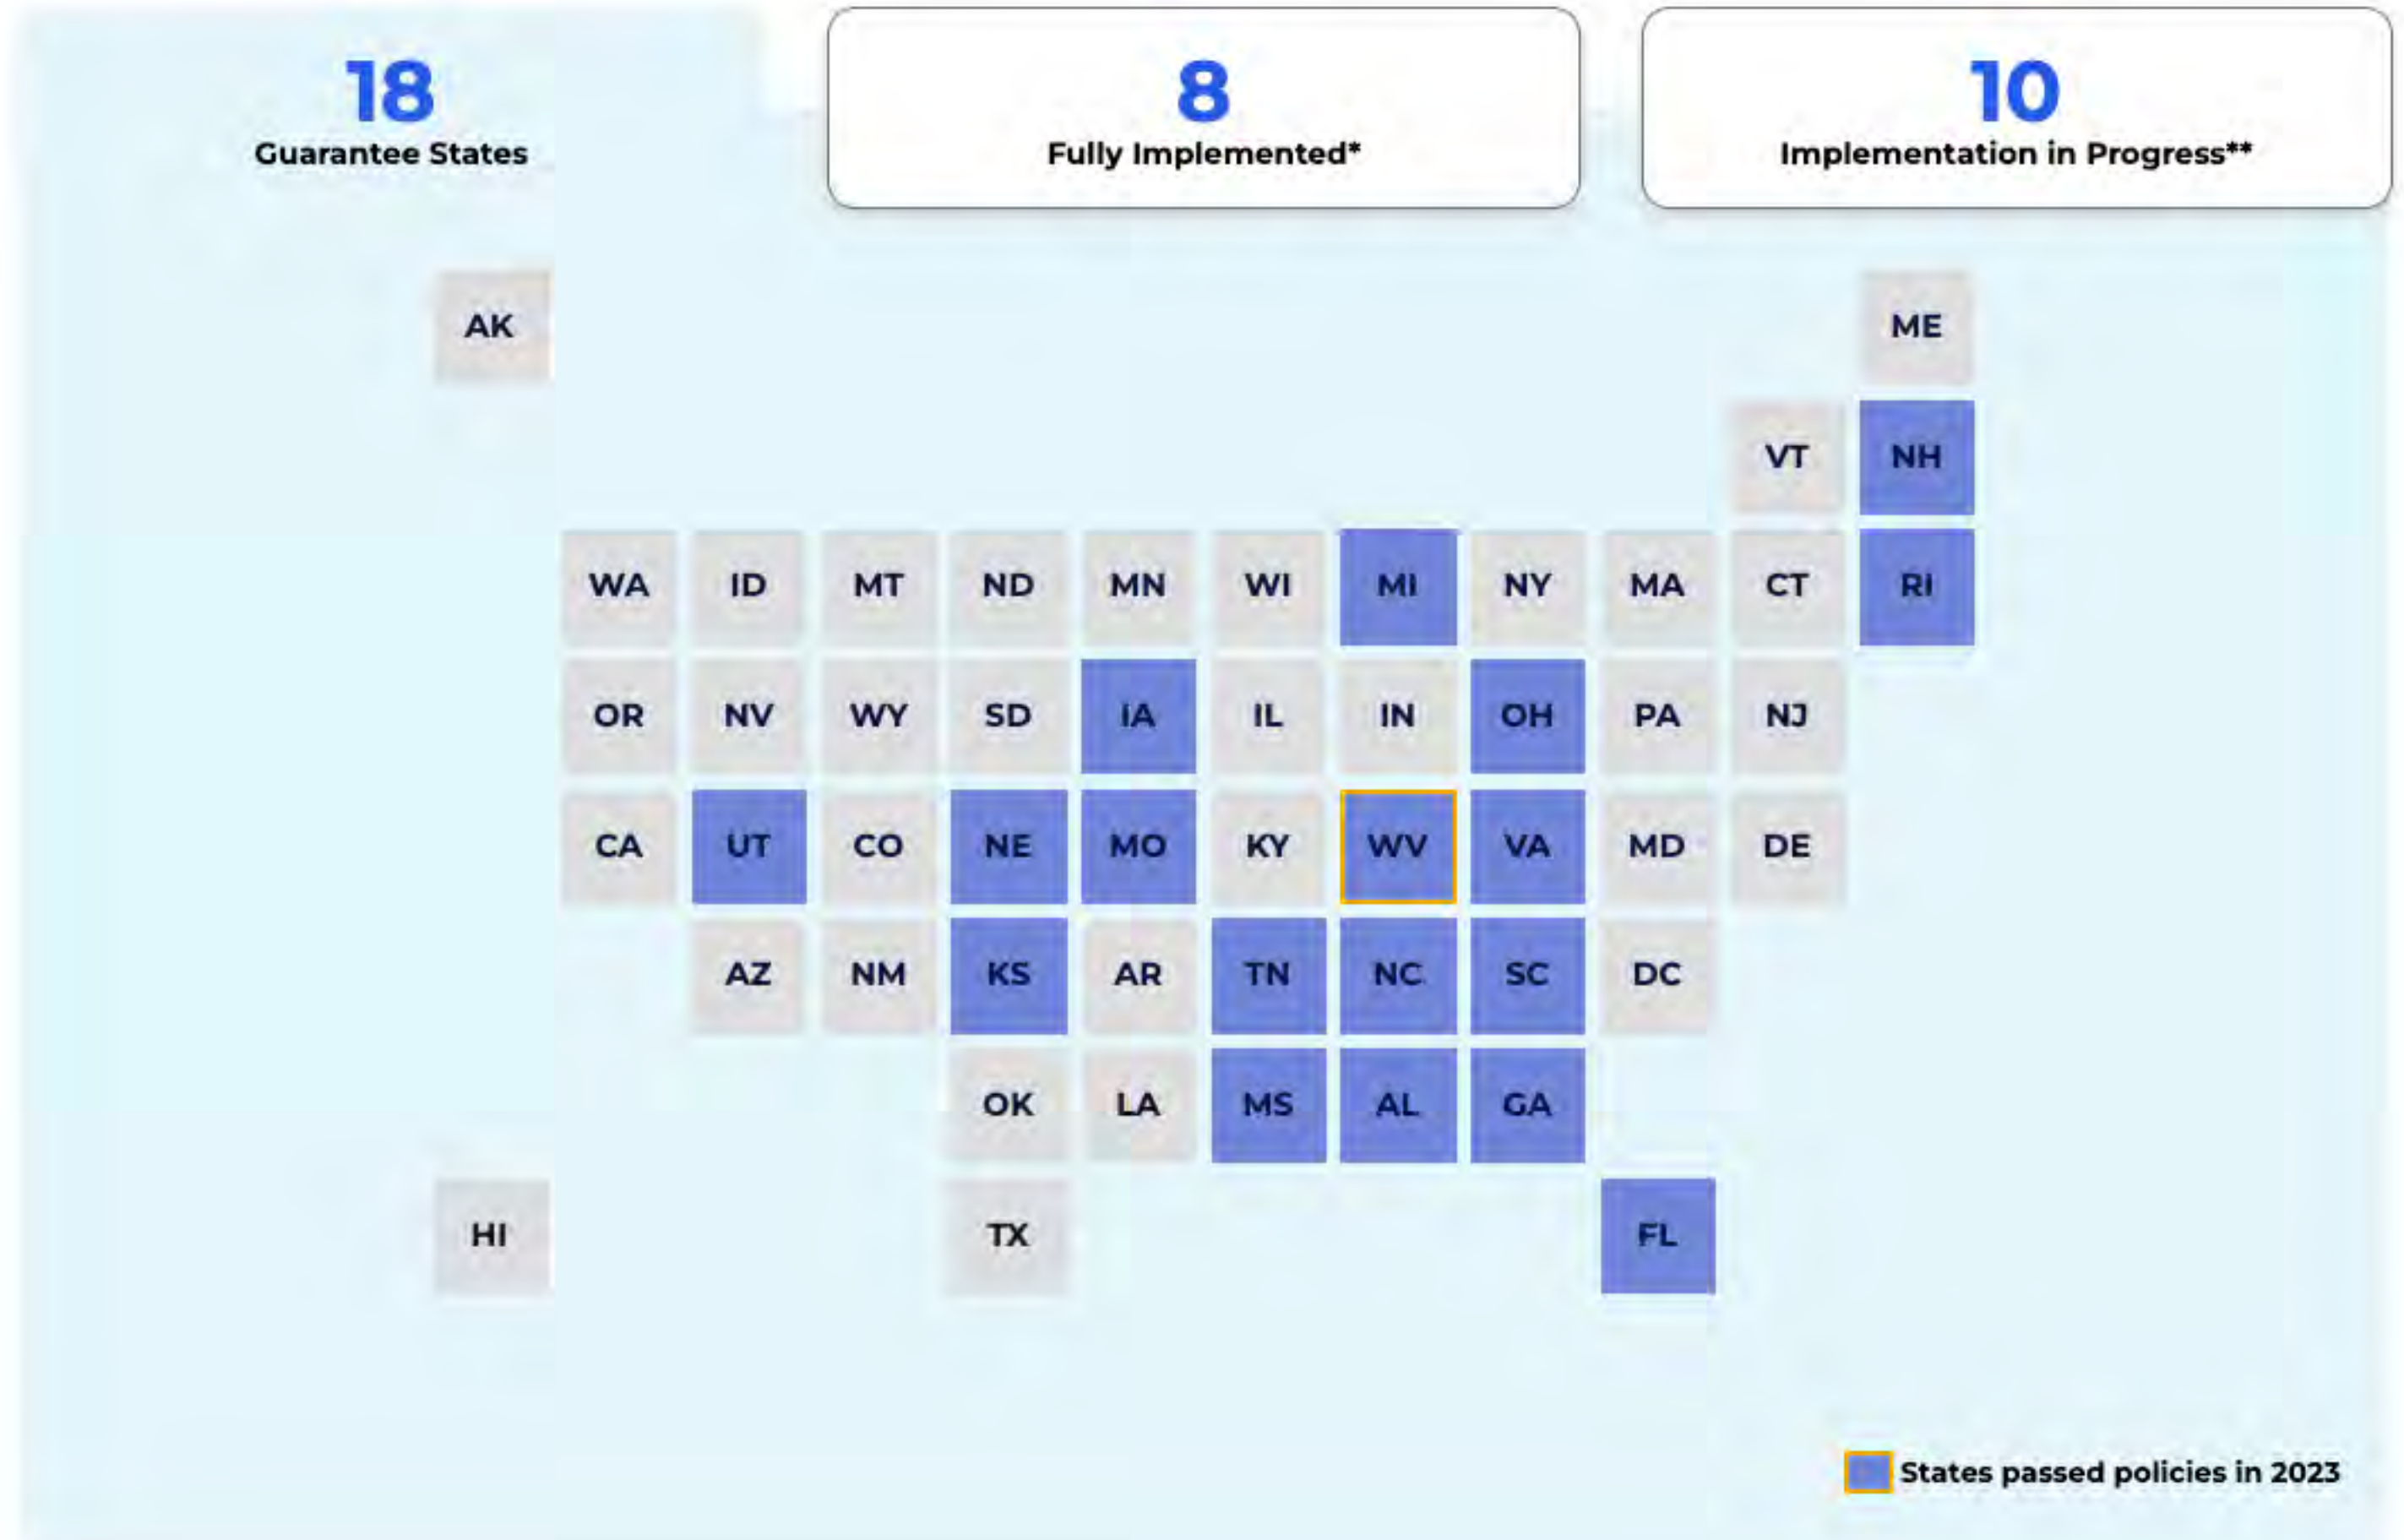 18
Guarantee States
8
Fully Implemented*
10
Implementation in Progress**
AK
ME
VT NH
WA ID MT ND MN WI MI NY MA CT RI
OR NV WY SD IA IL IN OH PA NJ
CA UT CO NE MO KY WV VA MD DE
AZ NM KS AR TN NC SC DC
OK LA MS AL GA
HI TX FL
States passed policies in 2023